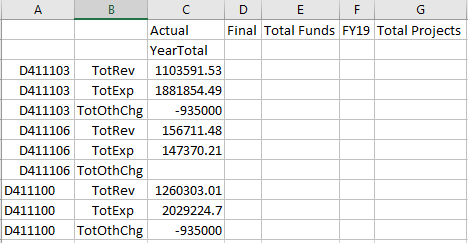 A B C D E F G
Actual Final Total Funds FY19 Total Projects
YearTotal
D411103 TotRev 1103591.53
D411103 TotExp 1881854.49
D411103 TotOthChg -935000
D411106 TotRev 156711.48
D411106 TotExp 147370.21
D411106 TotOthChg
D411100 TotRev 1260303.01
D411100 TotExp 2029224.7
D411100 TotOthChg -935000